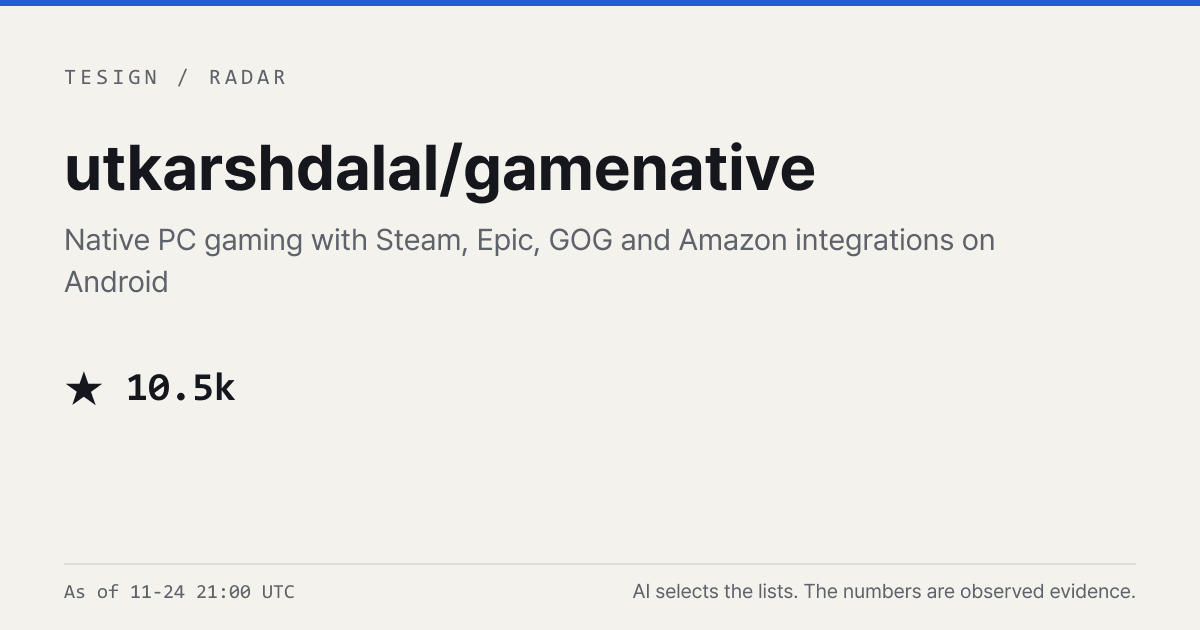 TESIGN / RADAR
utkarshdalal/gamenative
Native PC gaming with Steam, Epic, GOG and Amazon integrations on
Android
★ 10.5k
As of 11-24 21:00 UTC
AI selects the lists. The numbers are observed evidence.